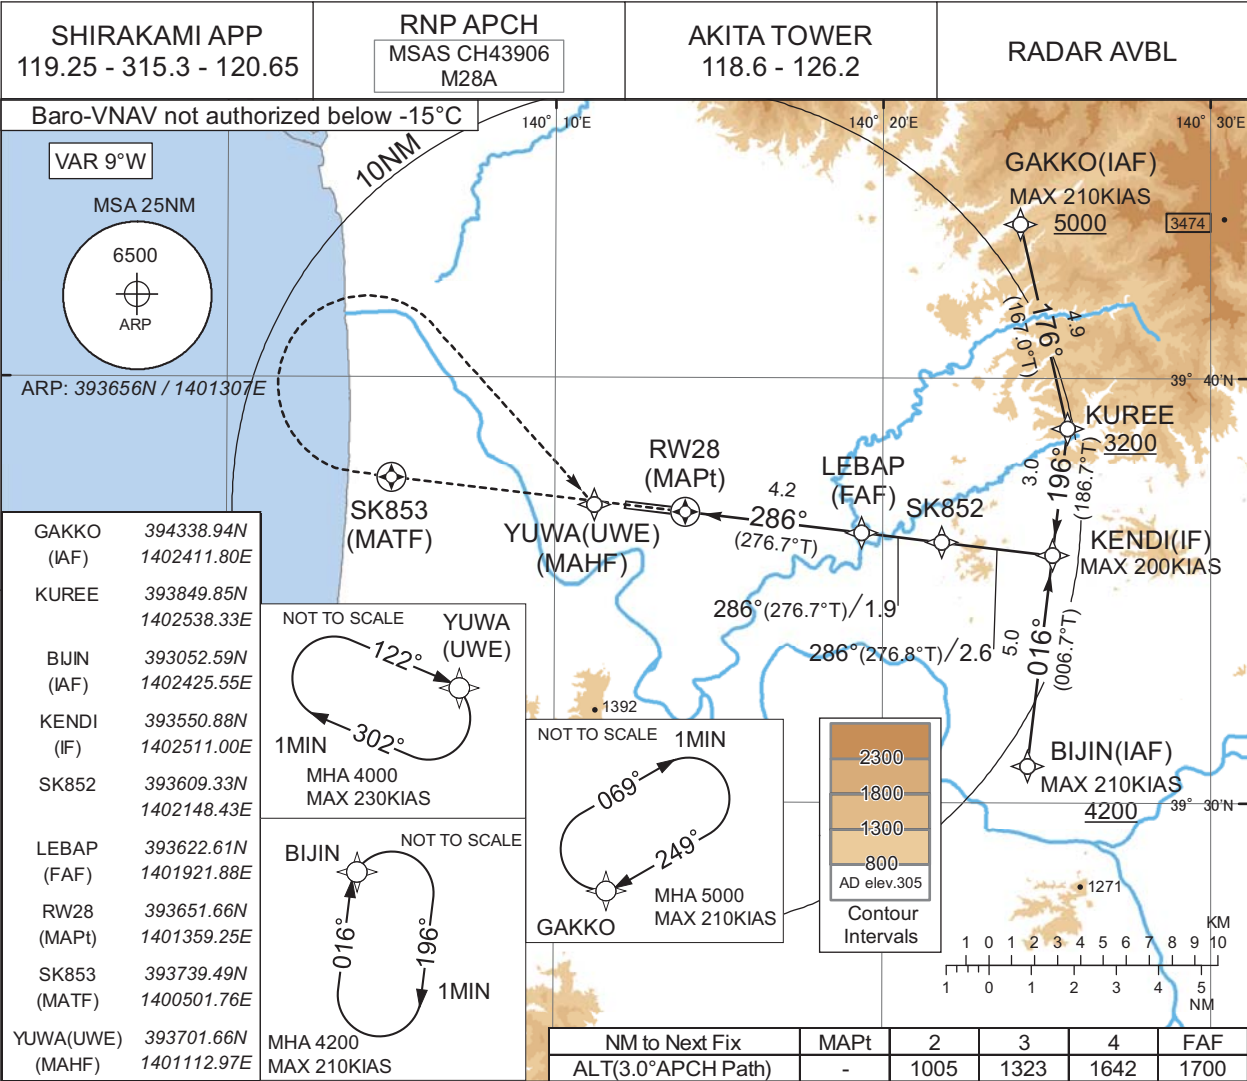 SHIRAKAMI APP
119.25 - 315.3 - 120.65
RNP APCH
MSAS CH43906
M28A
AKITA TOWER
118.6 - 126.2
RADAR AVBL
Baro-VNAV not authorized below -15°C
140° 10'E
140° 20'E
140° 30'E
VAR 9°W
10NM
MSA 25NM
6500
ARP
ARP: 393656N / 1401307E
GAKKO(IAF)
MAX 210KIAS
5000
3474
176°
(167.0°T)
4.9
39° 40'N
KUREE
3200
3.0
196°
(186.7°T)
RW28
(MAPt)
LEBAP
(FAF)
SK852
4.2
286°
(276.7°T)
SK853
(MATF)
YUWA(UWE)
(MAHF)
KENDI(IF)
MAX 200KIAS
286°(276.7°T)/1.9
286°(276.8°T)/2.6
5.0
016°
(006.7°T)
BIJIN(IAF)
MAX 210KIAS
4200
39° 30'N
1392
1271
GAKKO 394338.94N
(IAF) 1402411.80E
KUREE 393849.85N
1402538.33E
BIJIN 393052.59N
(IAF) 1402425.55E
KENDI 393550.88N
(IF) 1402511.00E
SK852 393609.33N
1402148.43E
LEBAP 393622.61N
(FAF) 1401921.88E
RW28 393651.66N
(MAPt) 1401359.25E
SK853 393739.49N
(MATF) 1400501.76E
YUWA(UWE) 393701.66N
(MAHF) 1401112.97E
NOT TO SCALE
YUWA
(UWE)
122°
302°
1MIN
MHA 4000
MAX 230KIAS
NOT TO SCALE
BIJIN
016°
196°
1MIN
MHA 4200
MAX 210KIAS
NOT TO SCALE
1MIN
069°
249°
MHA 5000
MAX 210KIAS
GAKKO
2300
1800
1300
800
AD elev.305
Contour
Intervals
KM
1 0 1 2 3 4 5 6 7 8 9 10
1 0 1 2 3 4 5
NM
NM to Next Fix MAPt 2 3 4 FAF
ALT(3.0°APCH Path) - 1005 1323 1642 1700